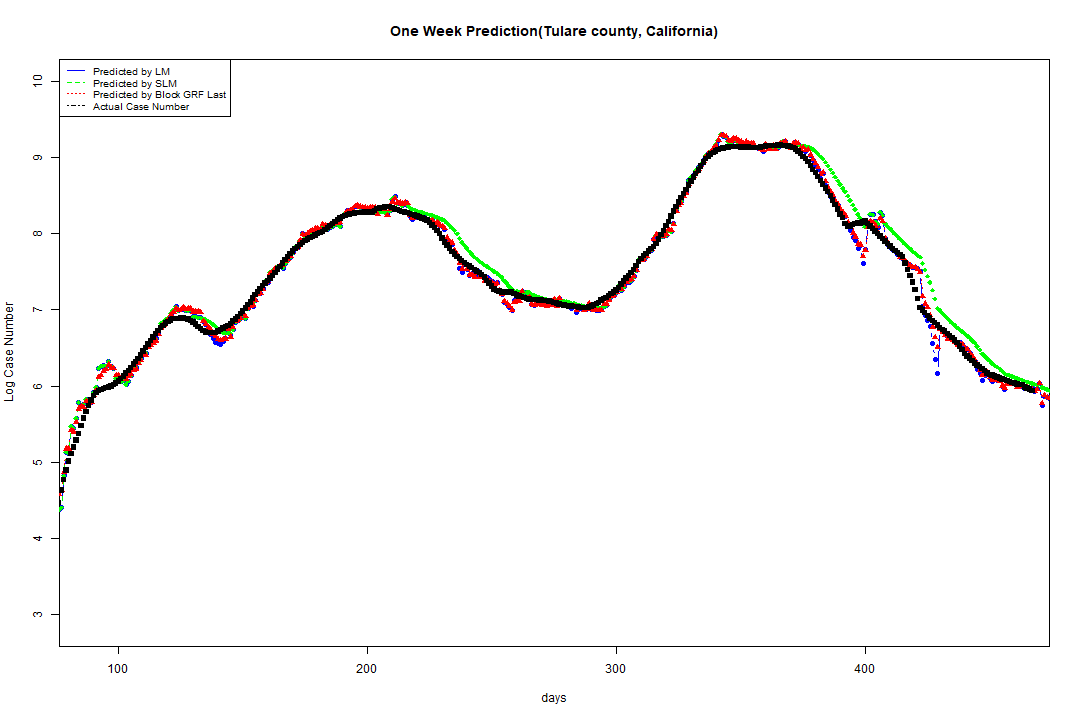 One Week Prediction(Tulare county, California)
Predicted by LM
Predicted by SLM
Predicted by Block GRF Last
Actual Case Number
10
9
8
7
6
5
4
3
Log Case Number
100 200 300 400
days